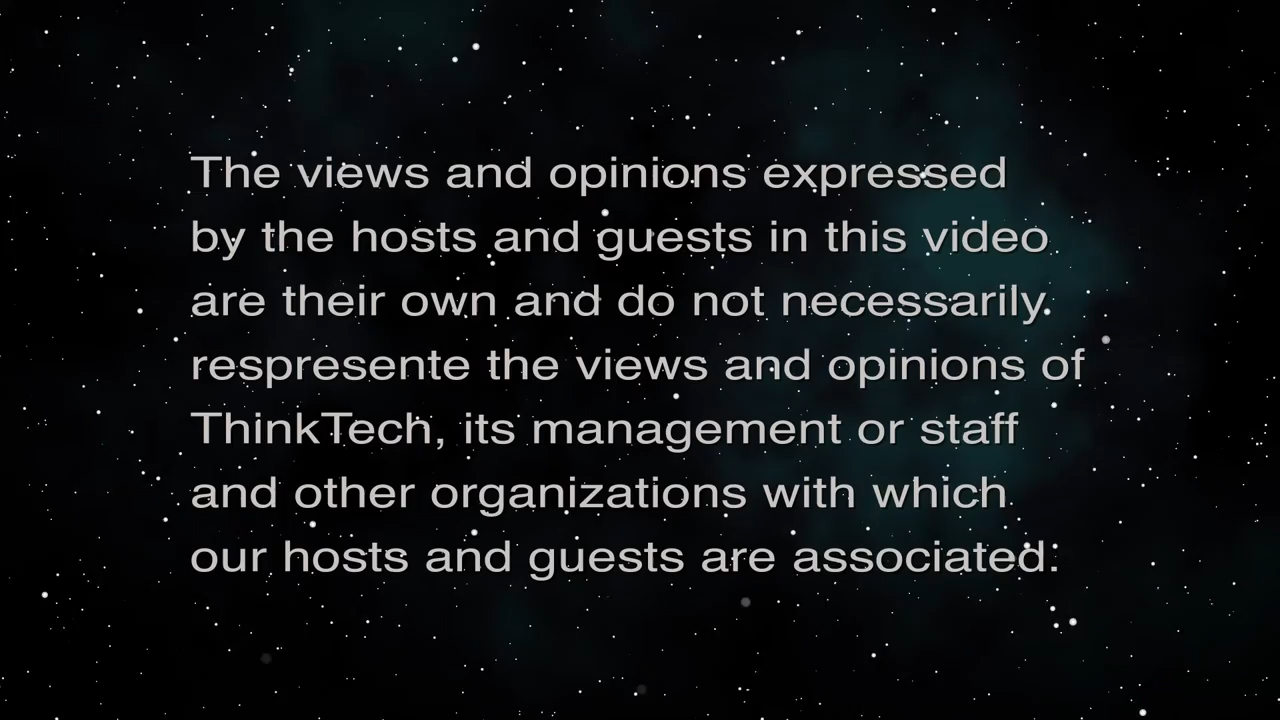 The views and opinions expressed
by the hosts and guests in this video
are their own and do not necessarily
respresente the views and opinions of
ThinkTech, its management or staff
and other organizations with which
our hosts and guests are associated.